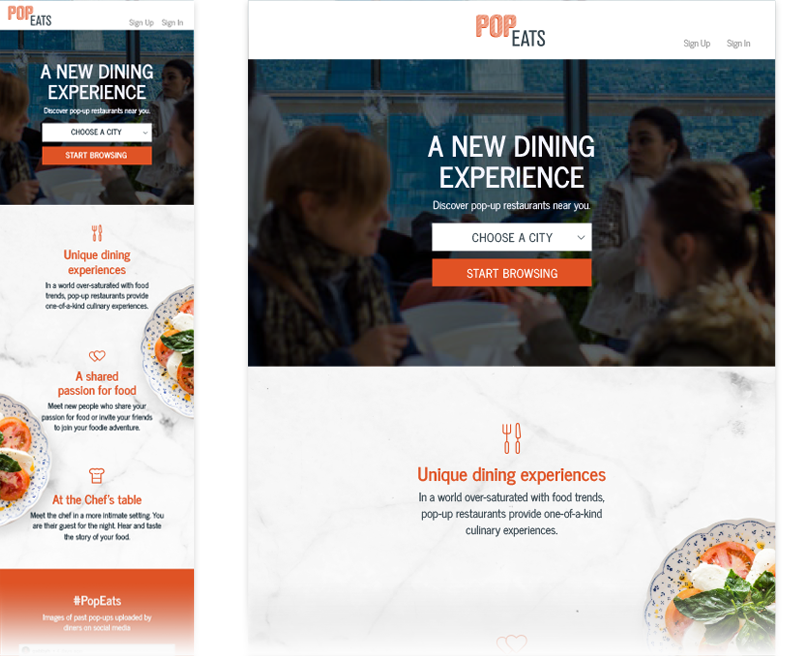 POP
EATS
Sign Up Sign In
A NEW DINING
EXPERIENCE
Discover pop-up restaurants near you.
CHOOSE A CITY
START BROWSING
Unique dining
experiences
In a world over-saturated with food
trends, pop-up restaurants provide
one-of-a-kind culinary experiences.
A shared
passion for food
Meet new people who share your
passion for food or invite your friends
to join your foodie adventure.
At the Chef's table
Meet the chef in a more intimate setting. You
are their guest for the night. Hear and taste
the story of your food.
#PopEats
Images of past pop-ups uploaded by
diners on social media
POP
EATS
Sign Up Sign In
A NEW DINING
EXPERIENCE
Discover pop-up restaurants near you.
CHOOSE A CITY
START BROWSING
Unique dining experiences
In a world over-saturated with food trends,
pop-up restaurants provide one-of-a-kind
culinary experiences.